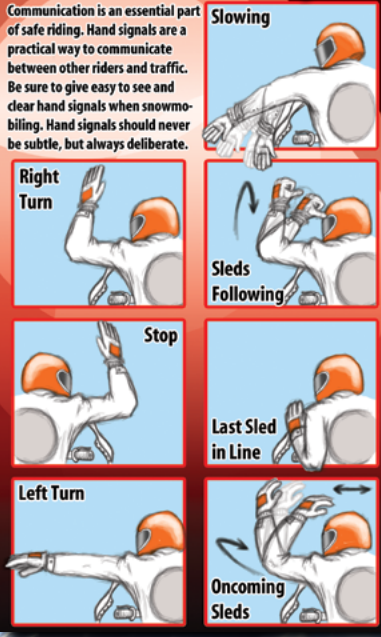 Communication is an essential part
of safe riding. Hand signals are a
practical way to communicate
between other riders and traffic.
Be sure to give easy to see and
clear hand signals when snowmo-
biling. Hand signals should never
be subtle, but always deliberate.
Slowing
Right
Turn
Sleds
Following
Stop
Last Sled
in Line
Left Turn
Oncoming
Sleds